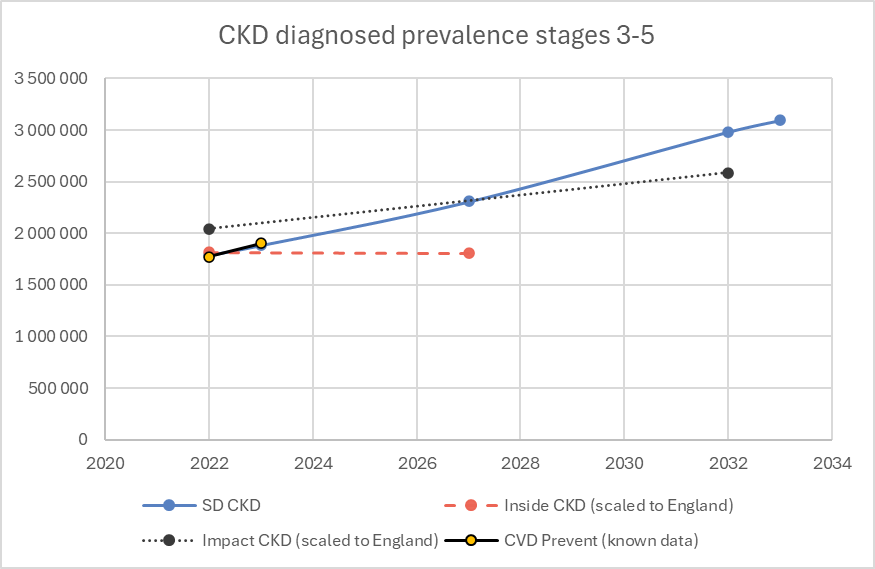 CKD diagnosed prevalence stages 3-5
3 500 000
3 000 000
2 500 000
2 000 000
1 500 000
1 000 000
500 000
0
2020 2022 2024 2026 2028 2030 2032 2034
SD CKD Inside CKD (scaled to England)
Impact CKD (scaled to England) CVD Prevent (known data)